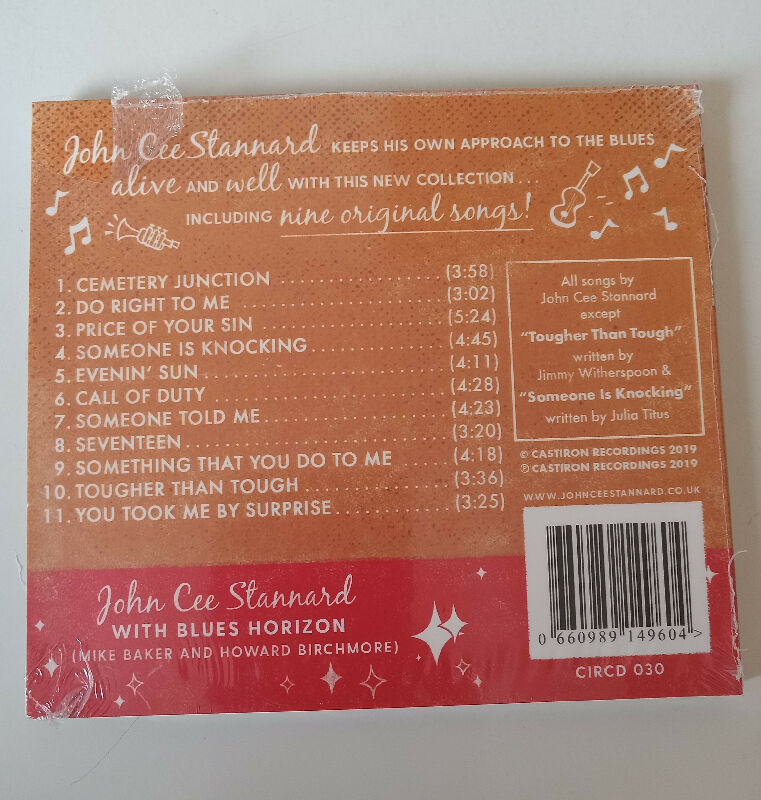 John Cee Stannard KEEPS HIS OWN APPROACH TO THE BLUES
alive AND well WITH THIS NEW COLLECTION...
INCLUDING nine original songs!
1. CEMETERY JUNCTION (3:58)
2. DO RIGHT TO ME (3:02)
3. PRICE OF YOUR SIN (5:24)
4. SOMEONE IS KNOCKING (4:45)
5. EVENIN' SUN (4:11)
6. CALL OF DUTY (4:28)
7. SOMEONE TOLD ME (4:23)
8. SEVENTEEN (3:20)
9. SOMETHING THAT YOU DO TO ME (4:18)
10. TOUGHER THAN TOUGH (3:36)
11. YOU TOOK ME BY SURPRISE (3:25)
All songs by
John Cee Stannard
except
"Tougher Than Tough"
written by
Jimmy Witherspoon &
"Someone Is Knocking"
written by Julia Titus
© CASTIRON RECORDINGS 2019
℗ CASTIRON RECORDINGS 2019
WWW.JOHNCEESTANNARD.CO.UK
John Cee Stannard
WITH BLUES HORIZON
(MIKE BAKER AND HOWARD BIRCHMORE)
0 660989 149604 >
CIRCD 030